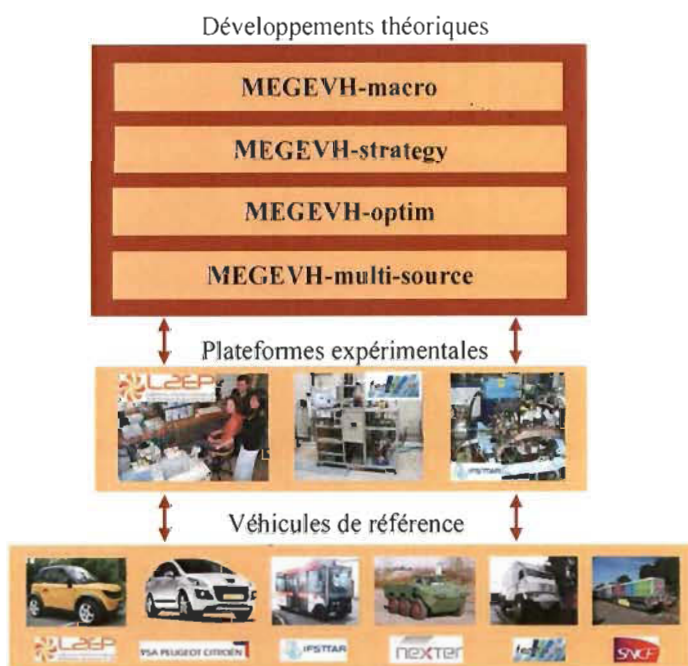 Développements théoriques
MEGEVH-macro
MEGEVH-strategy
MEGEVH-optim
MEGEVH-multi-source
Plateformes expérimentales
L2EP
IFSTTAR
Véhicules de référence
L2EP
PSA PEUGEOT CITROËN
IFSTTAR
nexter
SNCF